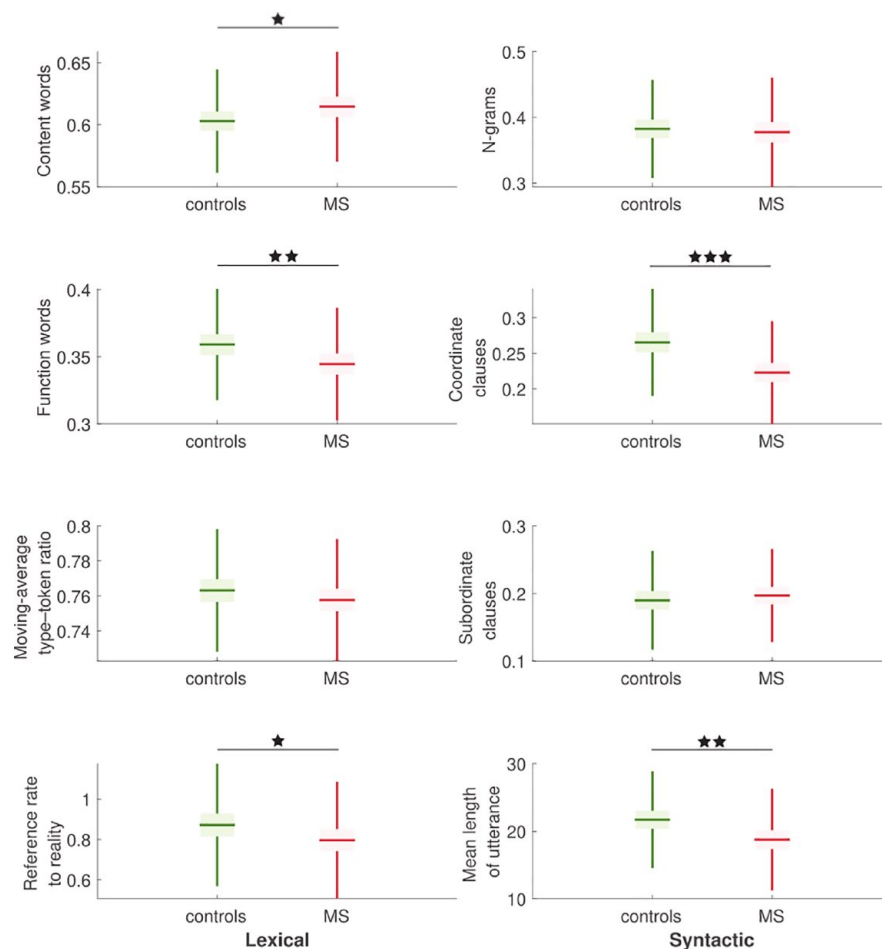 ★
Content words
0.65
0.6
0.55
controls
MS
N-grams
0.5
0.4
0.3
controls
MS
★★
Function words
0.4
0.35
0.3
controls
MS
★★★
Coordinate
clauses
0.3
0.25
0.2
controls
MS
Moving-average
type–token ratio
0.8
0.78
0.76
0.74
controls
MS
Subordinate
clauses
0.3
0.2
0.1
controls
MS
★
Reference rate
to reality
1
0.8
0.6
controls
MS
Lexical
★★
Mean length
of utterance
30
20
10
controls
MS
Syntactic